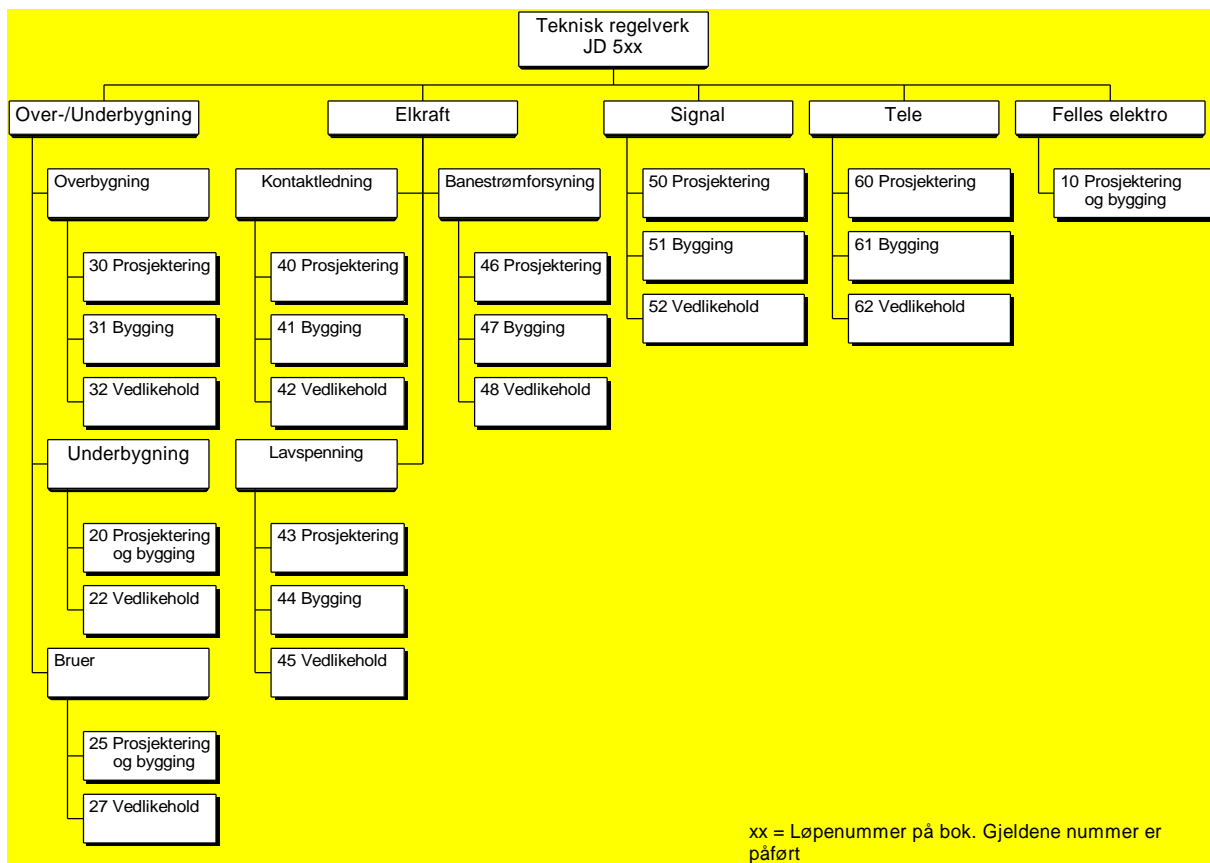 Teknisk regelverk
JD 5xx
Over-/Underbygning
Elkraft
Signal
Tele
Felles elektro
Overbygning
30 Prosjektering
31 Bygging
32 Vedlikehold
Underbygning
20 Prosjektering
og bygging
22 Vedlikehold
Bruer
25 Prosjektering
og bygging
27 Vedlikehold
Kontaktledning
40 Prosjektering
41 Bygging
42 Vedlikehold
Lavspenning
43 Prosjektering
44 Bygging
45 Vedlikehold
Banestrømforsyning
46 Prosjektering
47 Bygging
48 Vedlikehold
50 Prosjektering
51 Bygging
52 Vedlikehold
60 Prosjektering
61 Bygging
62 Vedlikehold
10 Prosjektering
og bygging
xx = Løpenummer på bok. Gjeldene nummer er
påført